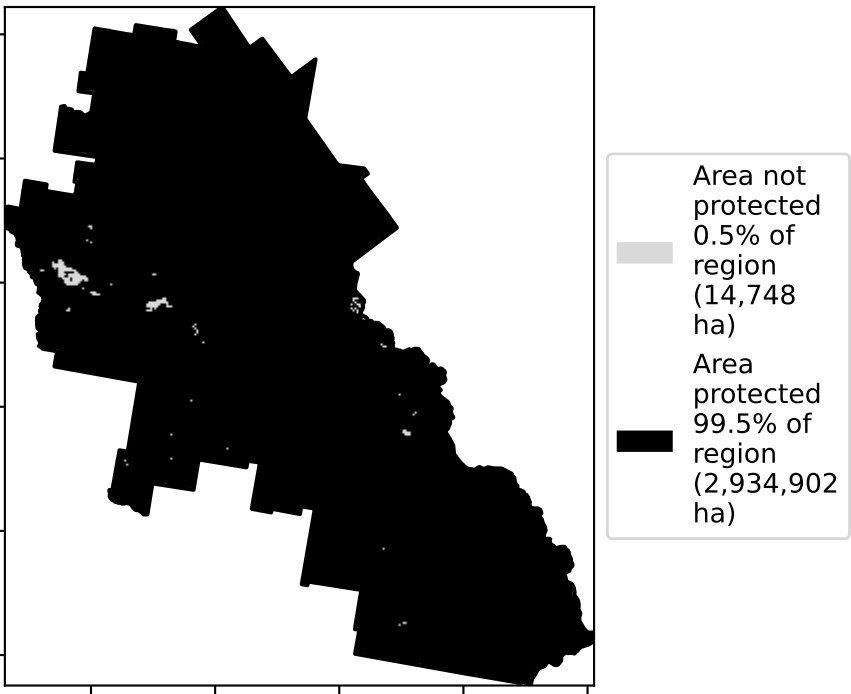 Area not
protected
0.5% of
region
(14,748
ha)
Area
protected
99.5% of
region
(2,934,902
ha)